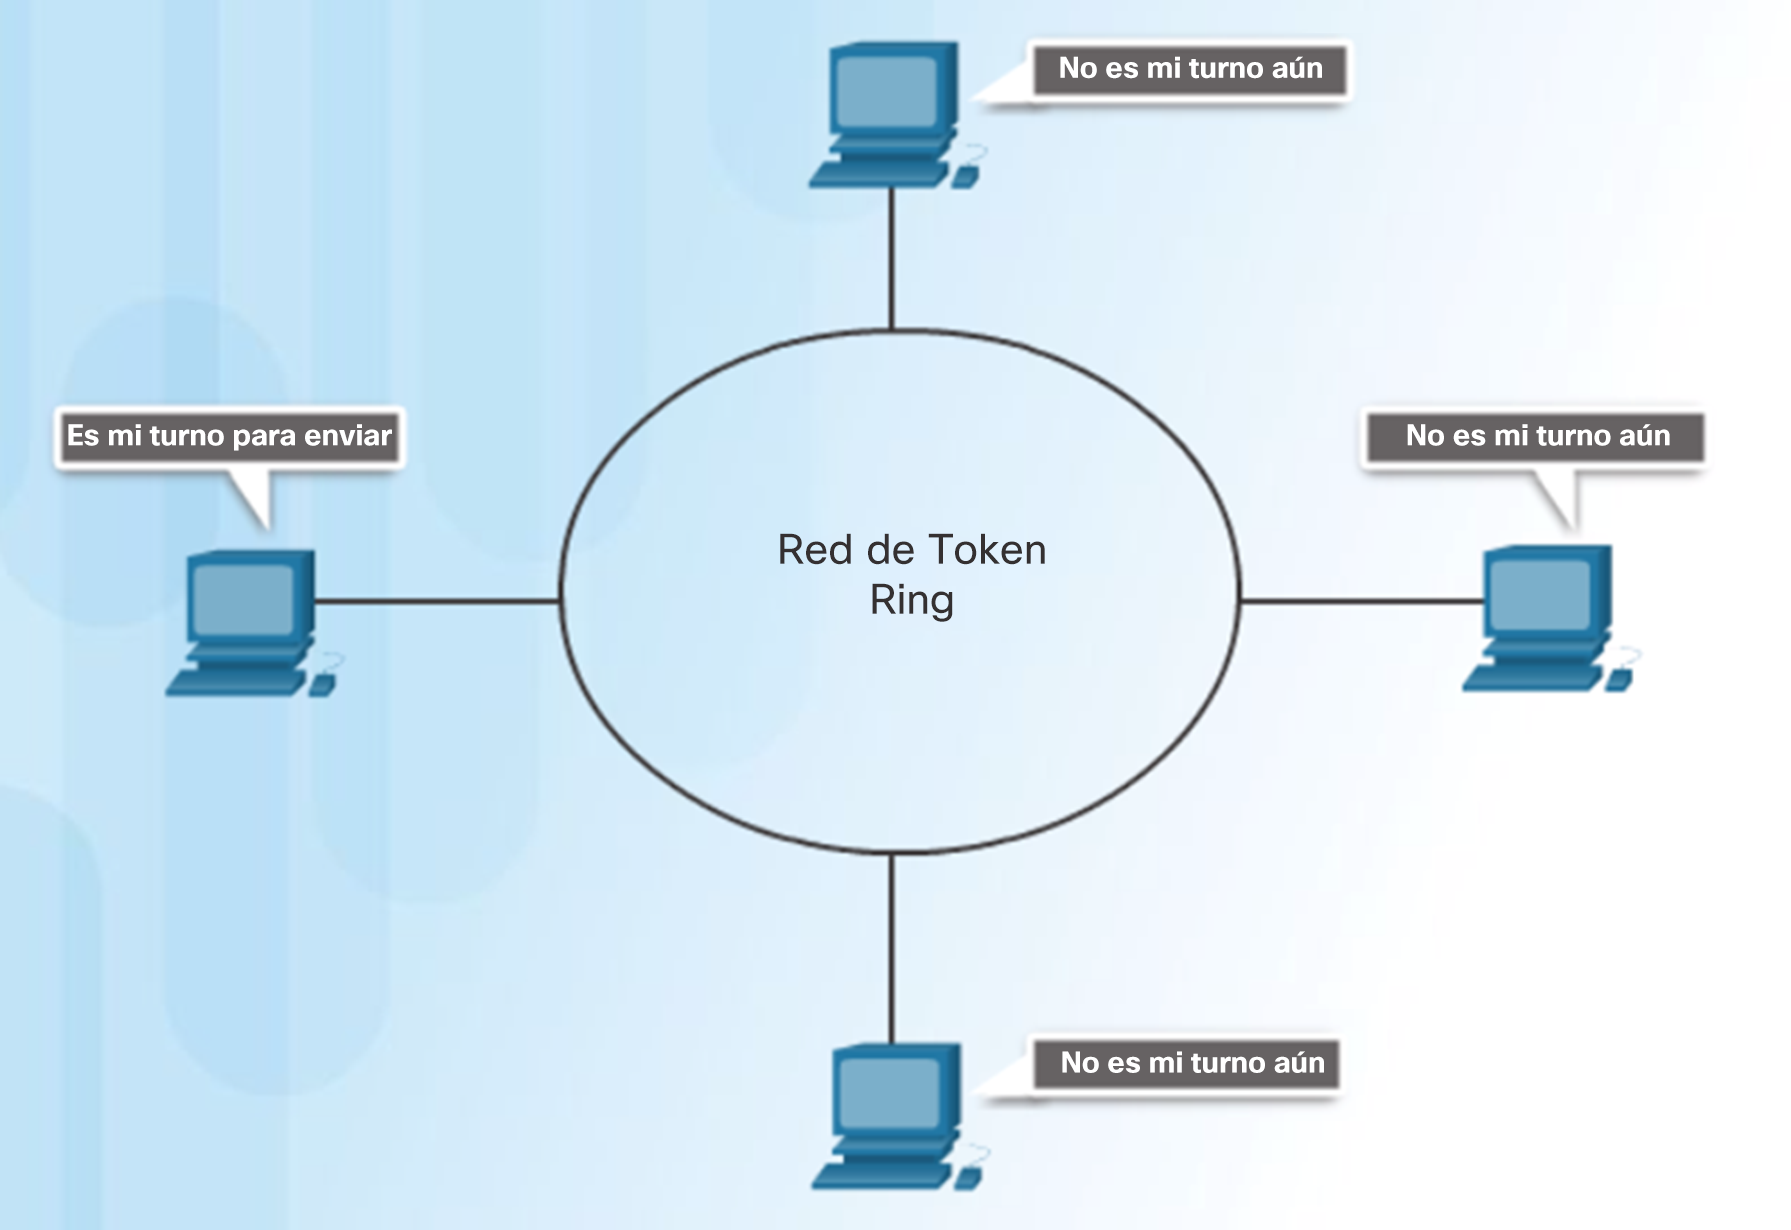 No es mi turno aún
Es mi turno para enviar
No es mi turno aún
Red de Token
Ring
No es mi turno aún